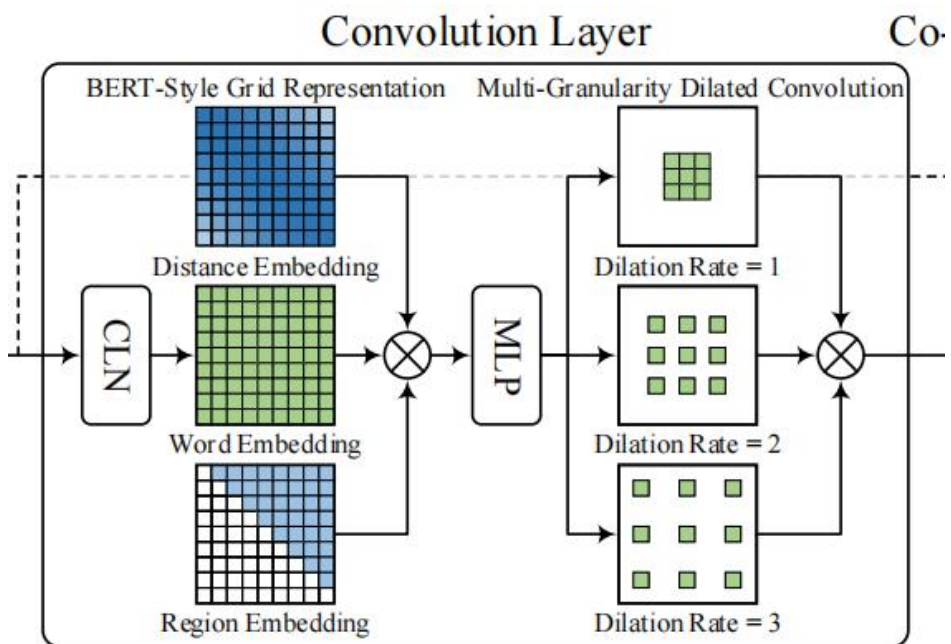 Convolution Layer
Co-
BERT-Style Grid Representation
Multi-Granularity Dilated Convolution
Distance Embedding
Dilation Rate = 1
CLN
MLP
Word Embedding
Dilation Rate = 2
Region Embedding
Dilation Rate = 3